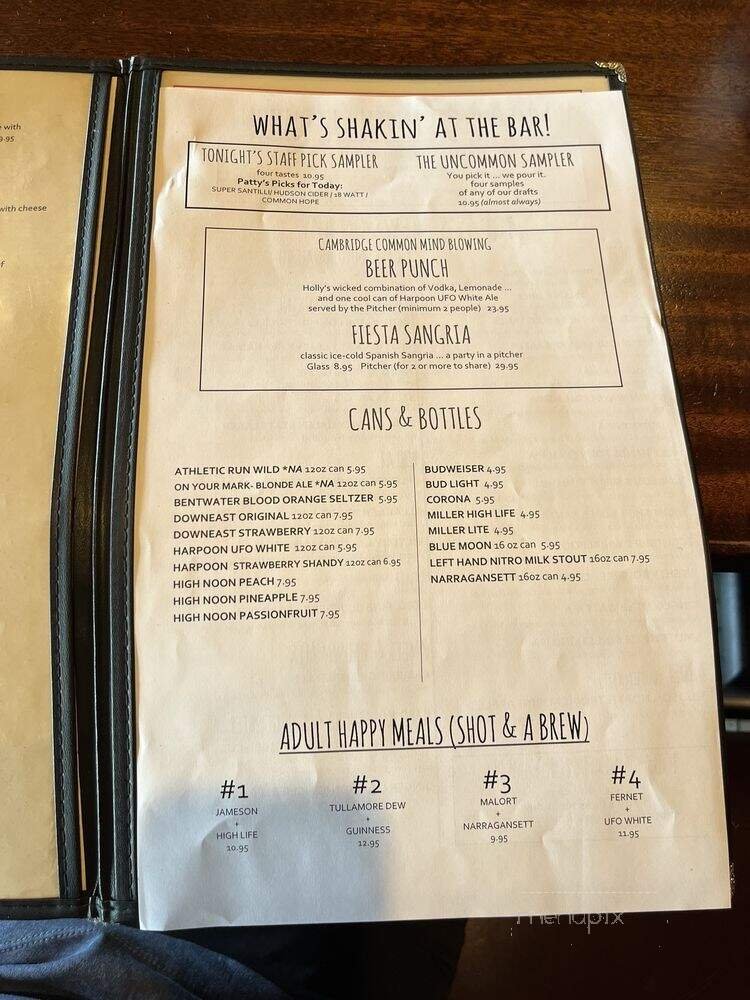 with
9.95
with cheese
of
WHAT'S SHAKIN' AT THE BAR!
TONIGHT'S STAFF PICK SAMPLER
four tastes 10.95
Patty's Picks for Today:
SUPER SANTILLI/ HUDSON CIDER / 18 WATT /
COMMON HOPE
THE UNCOMMON SAMPLER
You pick it ... we pour it.
four samples
of any of our drafts
10.95 (almost always)
CAMBRIDGE COMMON MIND BLOWING
BEER PUNCH
Holly's wicked combination of Vodka, Lemonade ...
and one cool can of Harpoon UFO White Ale
served by the Pitcher (minimum 2 people) 23.95
FIESTA SANGRIA
classic ice-cold Spanish Sangria ... a party in a pitcher
Glass 8.95 Pitcher (for 2 or more to share) 29.95
CANS & BOTTLES
ATHLETIC RUN WILD *NA 12oz can 5.95
ON YOUR MARK- BLONDE ALE *NA 12oz can 5.95
BENTWATER BLOOD ORANGE SELTZER 5.95
DOWNEAST ORIGINAL 12oz can 7.95
DOWNEAST STRAWBERRY 12oz can 7.95
HARPOON UFO WHITE 12oz can 5.95
HARPOON STRAWBERRY SHANDY 12oz can 6.95
HIGH NOON PEACH 7.95
HIGH NOON PINEAPPLE 7.95
HIGH NOON PASSIONFRUIT 7.95
BUDWEISER 4.95
BUD LIGHT 4.95
CORONA 5.95
MILLER HIGH LIFE 4.95
MILLER LITE 4.95
BLUE MOON 16 oz can 5.95
LEFT HAND NITRO MILK STOUT 16oz can 7.95
NARRAGANSETT 16oz can 4.95
ADULT HAPPY MEALS (SHOT & A BREW)
#1
JAMESON
+
HIGH LIFE
10.95
#2
TULLAMORE DEW
+
GUINNESS
12.95
#3
MALORT
+
NARRAGANSETT
9.95
#4
FERNET
+
UFO WHITE
11.95
menupix